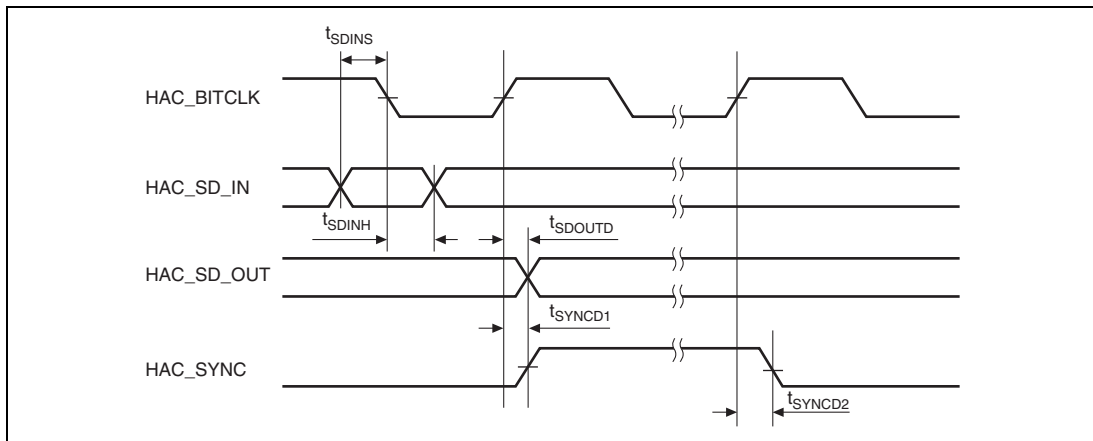 tSDINS
HAC_BITCLK
HAC_SD_IN
tSDINH
tSDOUTD
HAC_SD_OUT
tSYNCD1
HAC_SYNC
tSYNCD2